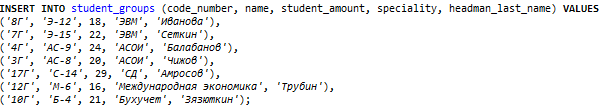 INSERT INTO student_groups (code_number, name, student_amount, speciality, headman_last_name) VALUES
('8Г', 'Э-12', 18, 'ЭВМ', 'Иванова'),
('7Г', 'Э-15', 22, 'ЭВМ', 'Сеткин'),
('4Г', 'АС-9', 24, 'АСОИ', 'Балабанов'),
('3Г', 'АС-8', 20, 'АСОИ', 'Чижов'),
('17Г', 'С-14', 29, 'СД', 'Амросов'),
('12Г', 'М-6', 16, 'Международная экономика', 'Трубин'),
('10Г', 'Б-4', 21, 'Бухучет', 'Зязюткин');